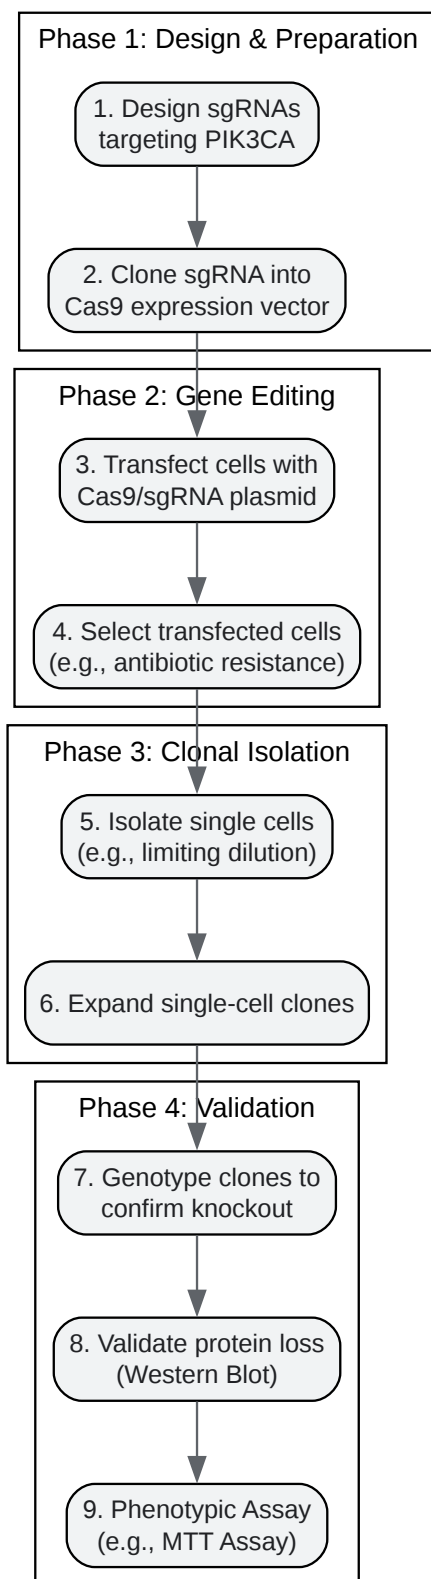 Phase 1: Design & Preparation
1. Design sgRNAs
targeting PIK3CA
2. Clone sgRNA into
Cas9 expression vector
Phase 2: Gene Editing
3. Transfect cells with
Cas9/sgRNA plasmid
4. Select transfected cells
(e.g., antibiotic resistance)
Phase 3: Clonal Isolation
5. Isolate single cells
(e.g., limiting dilution)
6. Expand single-cell clones
Phase 4: Validation
7. Genotype clones to
confirm knockout
8. Validate protein loss
(Western Blot)
9. Phenotypic Assay
(e.g., MTT Assay)